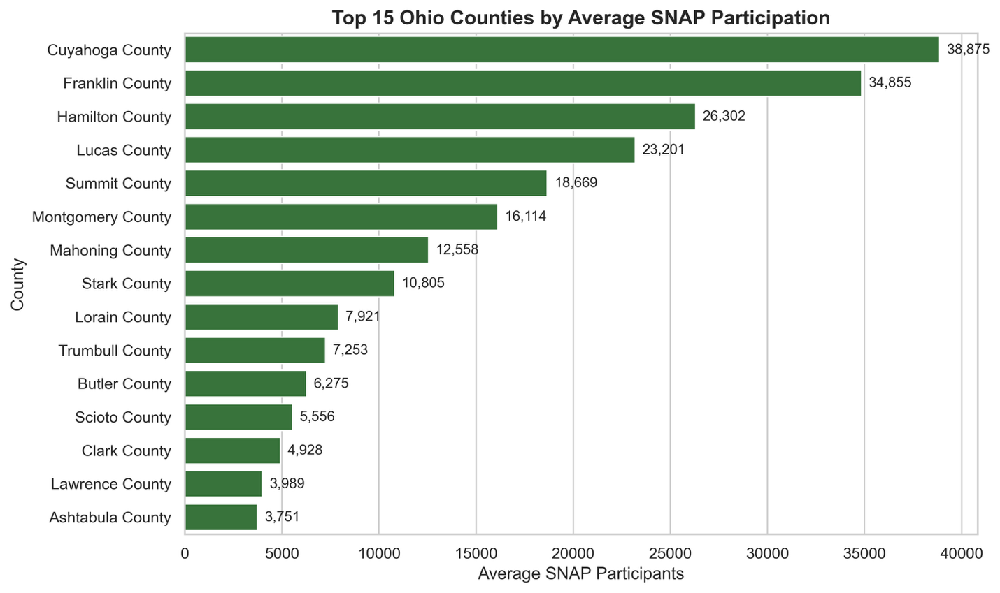 Top 15 Ohio Counties by Average SNAP Participation
County
Cuyahoga County 38,875
Franklin County 34,855
Hamilton County 26,302
Lucas County 23,201
Summit County 18,669
Montgomery County 16,114
Mahoning County 12,558
Stark County 10,805
Lorain County 7,921
Trumbull County 7,253
Butler County 6,275
Scioto County 5,556
Clark County 4,928
Lawrence County 3,989
Ashtabula County 3,751
0 5000 10000 15000 20000 25000 30000 35000 40000
Average SNAP Participants